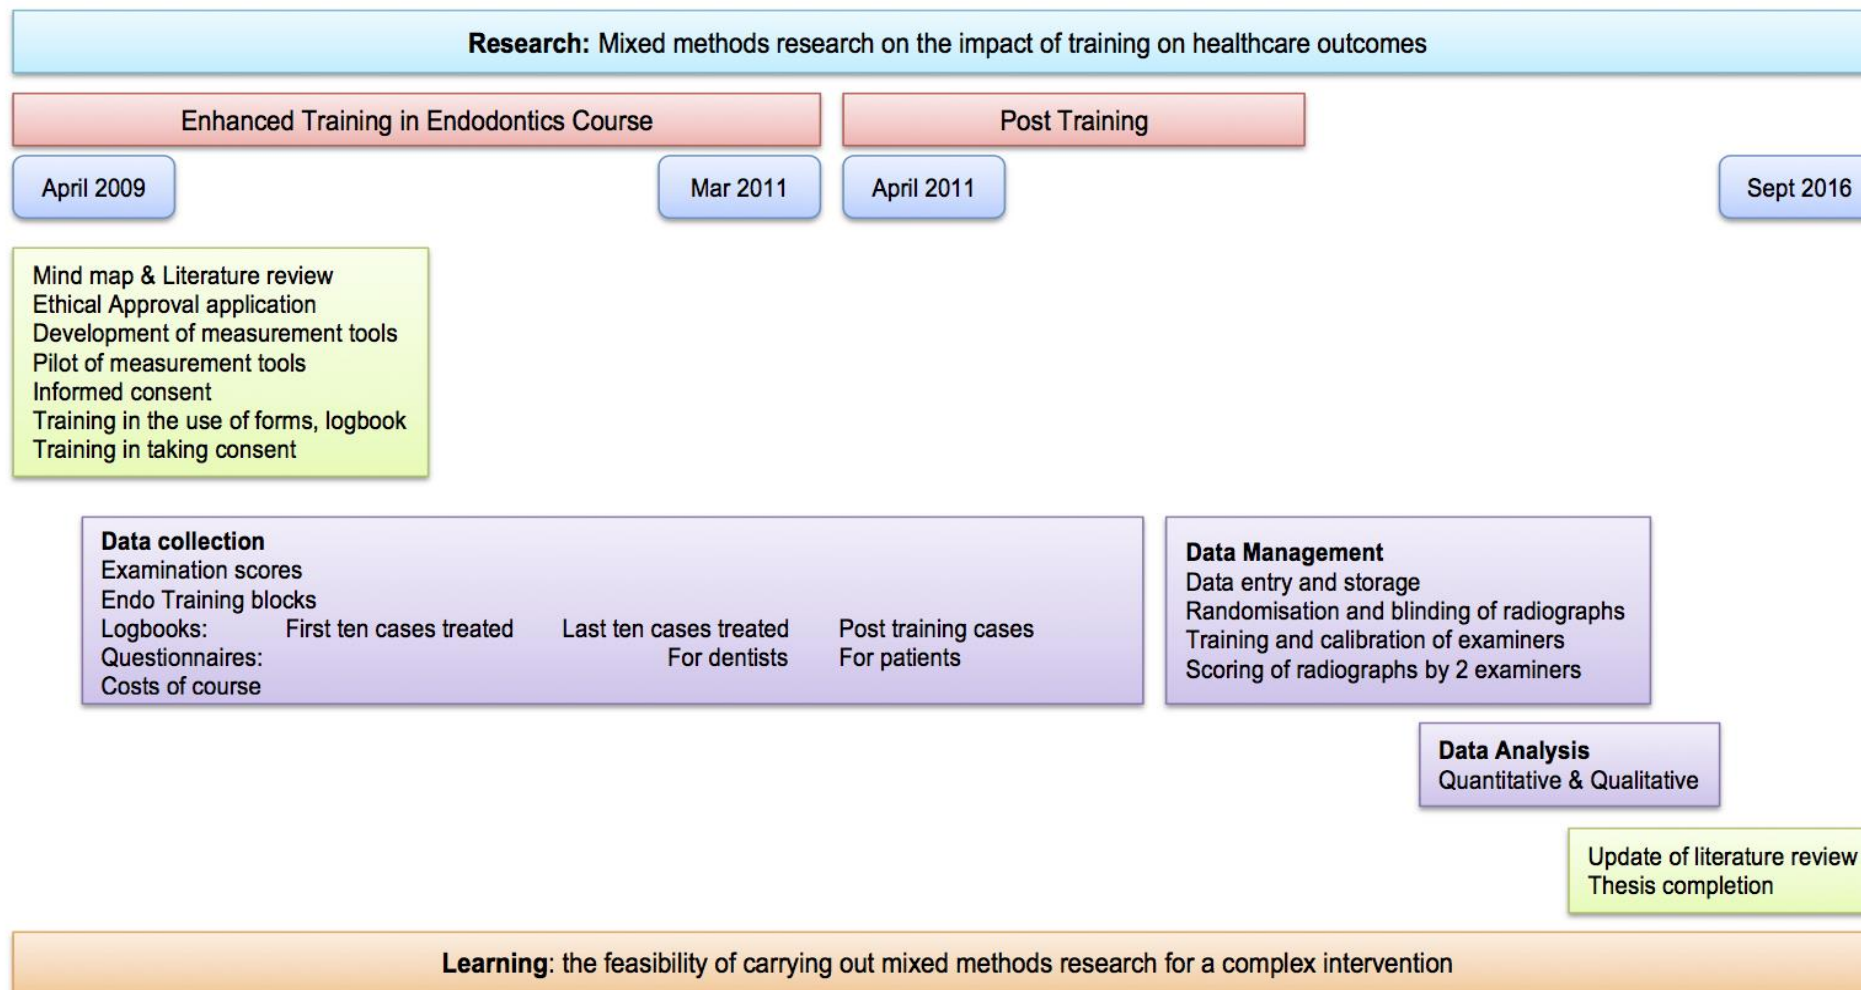 Research: Mixed methods research on the impact of training on healthcare outcomes
Enhanced Training in Endodontics Course
Post Training
April 2009
Mar 2011
April 2011
Sept 2016
Mind map & Literature review
Ethical Approval application
Development of measurement tools
Pilot of measurement tools
Informed consent
Training in the use of forms, logbook
Training in taking consent
Data collection
Examination scores
Endo Training blocks
Logbooks: First ten cases treated Last ten cases treated Post training cases
Questionnaires: For dentists For patients
Costs of course
Data Management
Data entry and storage
Randomisation and blinding of radiographs
Training and calibration of examiners
Scoring of radiographs by 2 examiners
Data Analysis
Quantitative & Qualitative
Update of literature review
Thesis completion
Learning: the feasibility of carrying out mixed methods research for a complex intervention